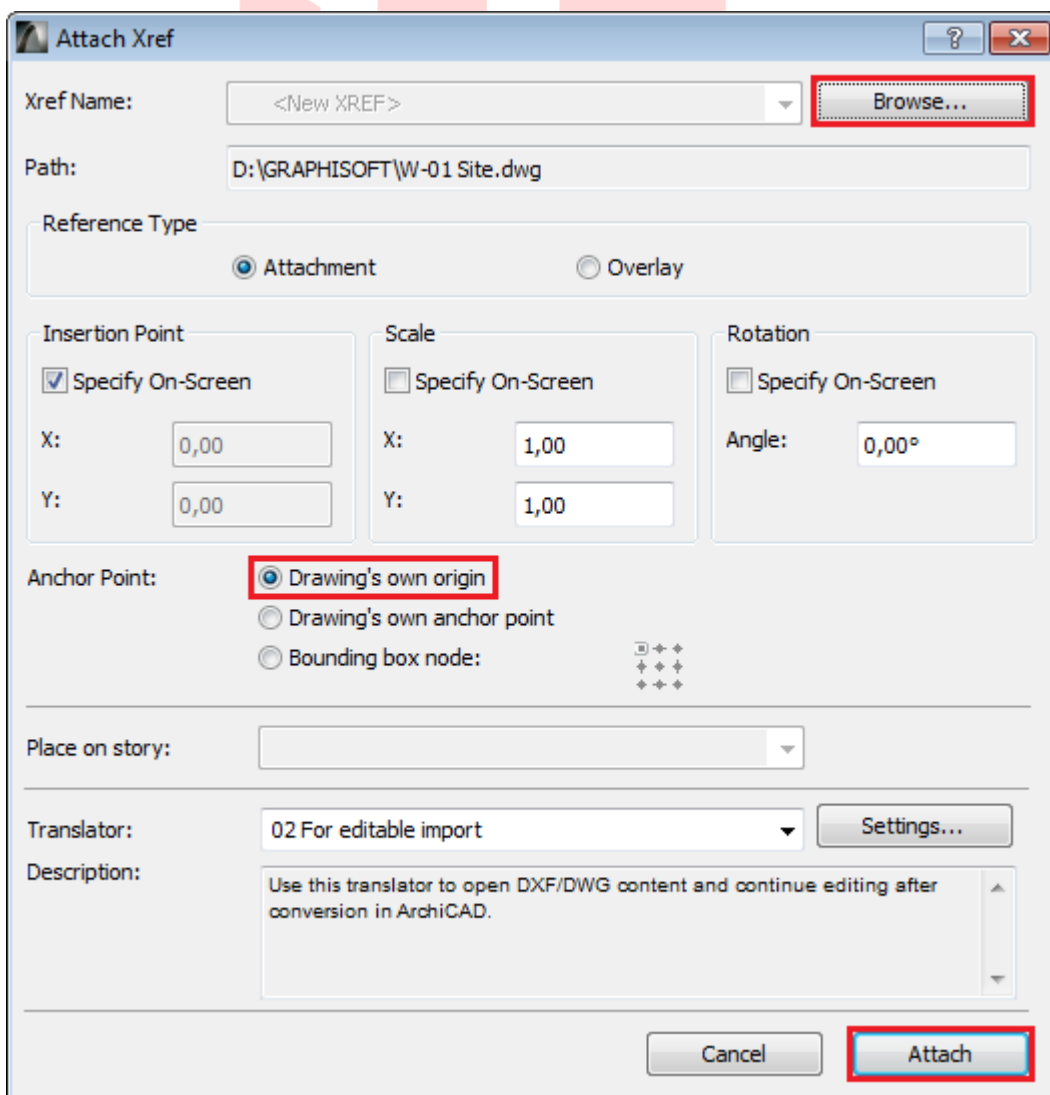 Attach Xref
Xref Name: <New XREF> Browse...
Path: D:\GRAPHISOFT\W-01 Site.dwg
Reference Type
Attachment Overlay
Insertion Point Scale Rotation
Specify On-Screen Specify On-Screen Specify On-Screen
X: 0,00 X: 1,00 Angle: 0,00°
Y: 0,00 Y: 1,00
Anchor Point: Drawing's own origin
Drawing's own anchor point
Bounding box node:
Place on story:
Translator: 02 For editable import Settings...
Description: Use this translator to open DXF/DWG content and continue editing after
conversion in ArchiCAD.
Cancel Attach